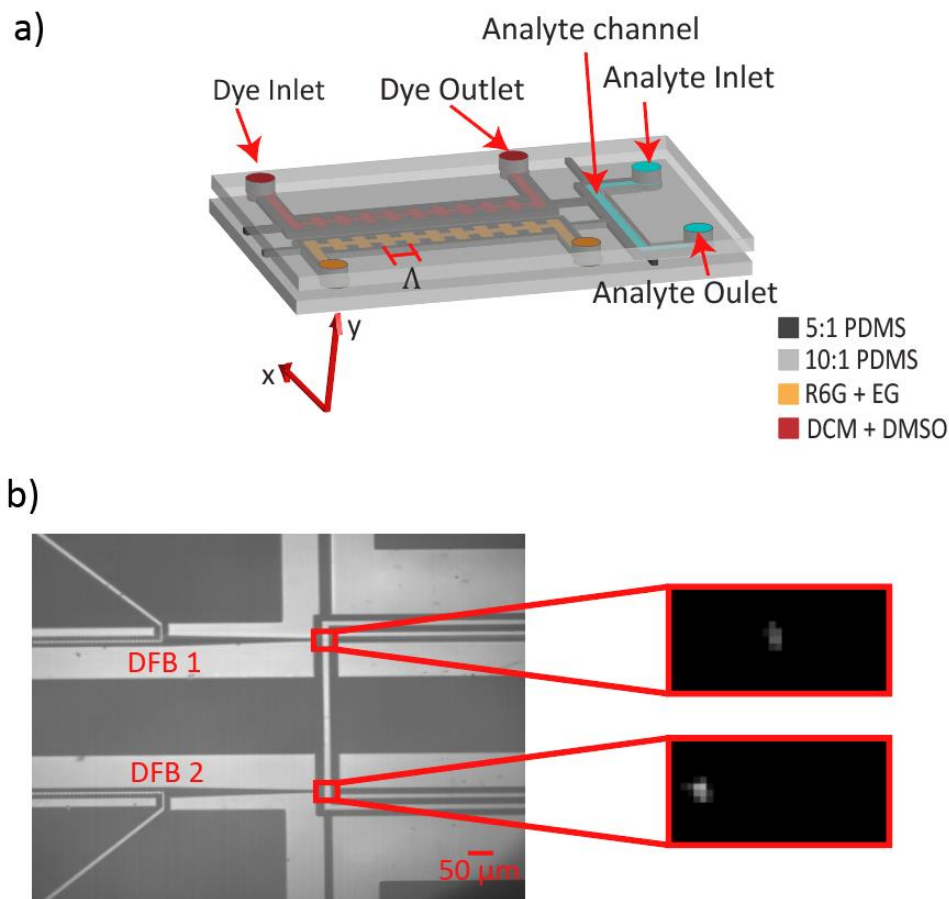 a)
Analyte channel
Dye Inlet
Dye Outlet
Analyte Inlet
Λ
Analyte Oulet
y
x
5:1 PDMS
10:1 PDMS
R6G + EG
DCM + DMSO
b)
DFB 1
DFB 2
50 μm